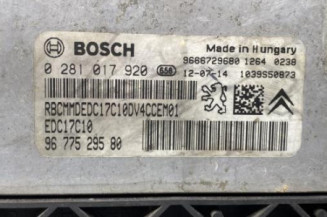 BOSCH
Made in Hungary
9666729680 1264 0238
0 281 017 920 12-07-14 1039S50873
RBCMMDEDC17C10DV4CCEM01
EDC17C10
96 775 295 80